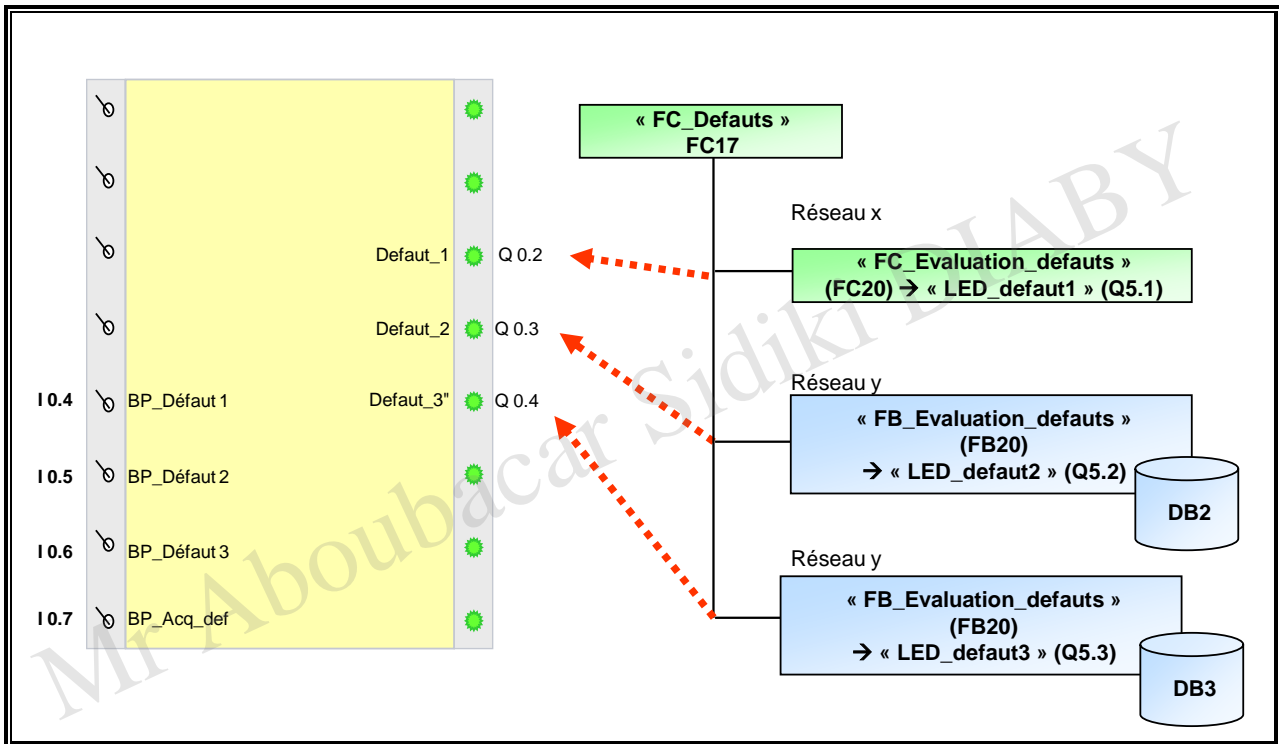 « FC_Defauts »
FC17
Réseau x
Defaut_1 Q 0.2
« FC_Evaluation_defauts »
(FC20) → « LED_defaut1 » (Q5.1)
Defaut_2 Q 0.3
Réseau y
I 0.4 BP_Défaut 1 Defaut_3" Q 0.4
« FB_Evaluation_defauts »
(FB20)
→ « LED_defaut2 » (Q5.2)
I 0.5 BP_Défaut 2
DB2
I 0.6 BP_Défaut 3
Réseau y
« FB_Evaluation_defauts »
(FB20)
→ « LED_defaut3 » (Q5.3)
I 0.7 BP_Acq_def
DB3
Mr Aboubacar Sidiki DIABY